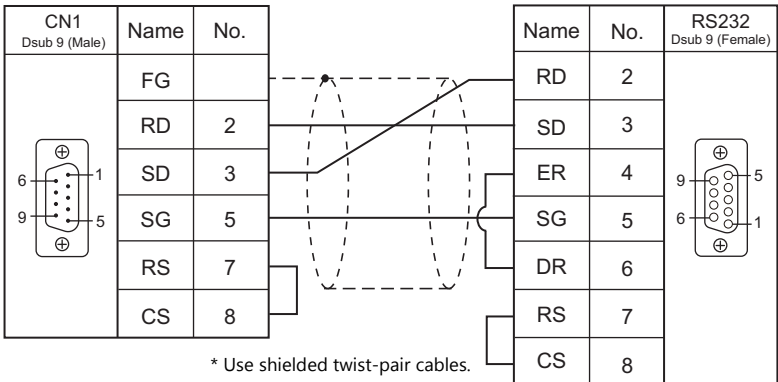 CN1
Dsub 9 (Male)
Name
No.
FG
RD 2
SD 3
SG 5
RS 7
CS 8
6
1
9
5
Name
No.
RS232
Dsub 9 (Female)
RD 2
SD 3
ER 4
SG 5
DR 6
RS 7
CS 8
9
5
6
1
* Use shielded twist-pair cables.